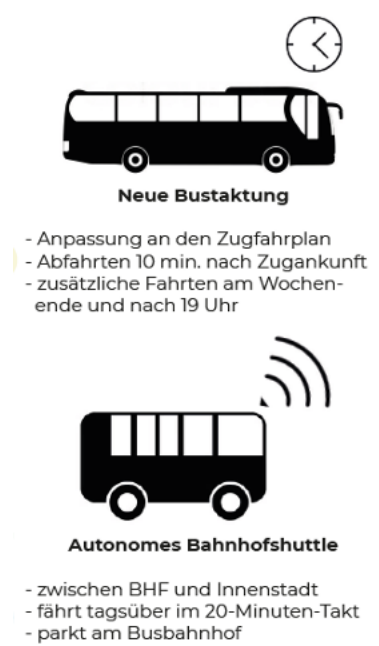 Neue Bustaktung
- Anpassung an den Zugfahrplan
- Abfahrten 10 min. nach Zugankunft
- zusätzliche Fahrten am Wochen-
ende und nach 19 Uhr
Autonomes Bahnhofshuttle
- zwischen BHF und Innenstadt
- fährt tagsüber im 20-Minuten-Takt
- parkt am Busbahnhof